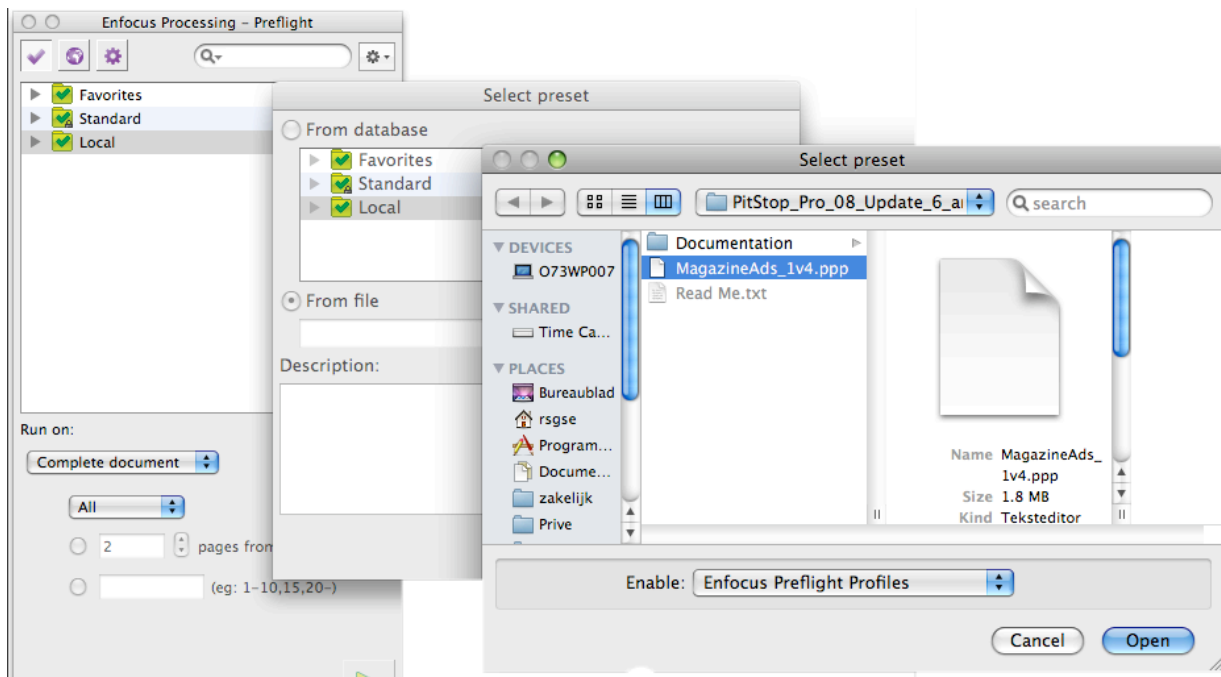 Enfocus Processing – Preflight
Favorites
Standard
Local
Run on:
Complete document
All
2 pages from
(eg: 1–10,15,20–)
Select preset
From database
Favorites
Standard
Local
From file
Description:
Select preset
PitStop_Pro_08_Update_6_a
search
DEVICES
O73WP007
SHARED
Time Ca...
PLACES
Bureaublad
rsgse
Program...
Docume...
zakelijk
Prive
Documentation
MagazineAds_1v4.ppp
Read Me.txt
Name MagazineAds_
1v4.ppp
Size 1.8 MB
Kind Teksteditor
Enable: Enfocus Preflight Profiles
Cancel Open